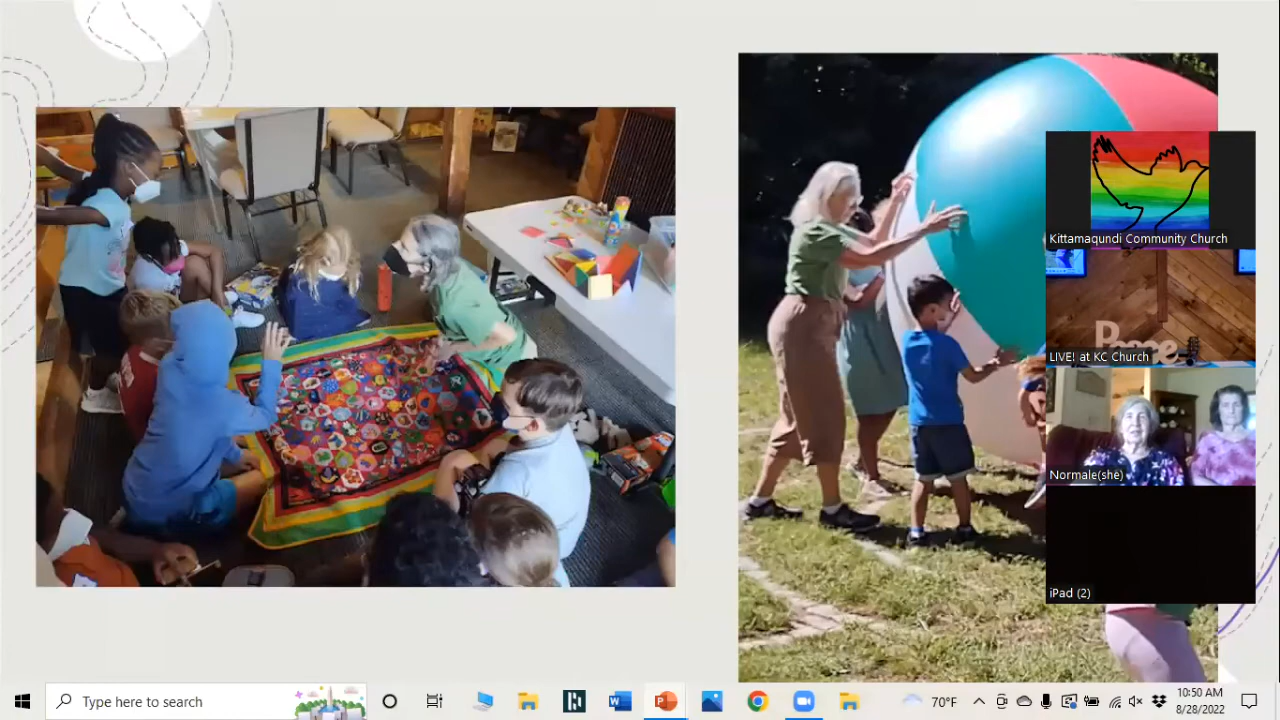 Kittamaqundi Community Church
LIVE! at KC Church
Normale(she)
iPad (2)
Type here to search
70°F
10:50 AM
8/28/2022